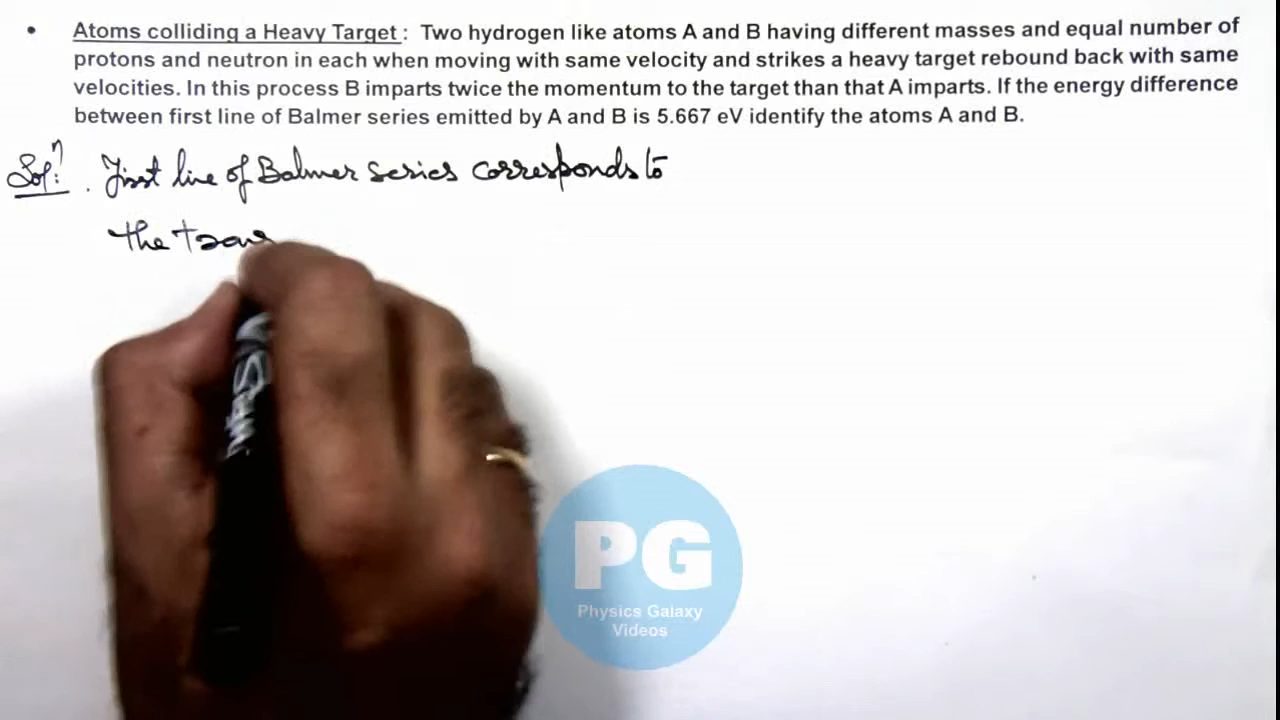 • Atoms colliding a Heavy Target : Two hydrogen like atoms A and B having different masses and equal number of
protons and neutron in each when moving with same velocity and strikes a heavy target rebound back with same
velocities. In this process B imparts twice the momentum to the target than that A imparts. If the energy difference
between first line of Balmer series emitted by A and B is 5.667 eV identify the atoms A and B.
Solⁿ: . First line of Balmer series corresponds to
the trans
PG
Physics Galaxy
Videos